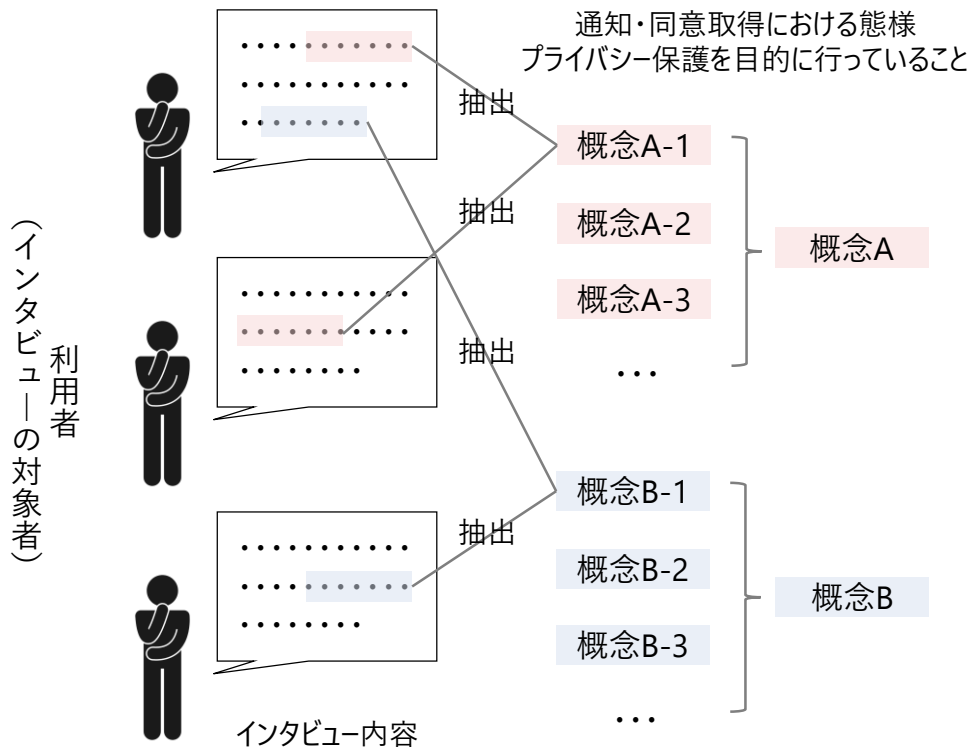 通知・同意取得における態様
プライバシー保護を目的に行っていること
抽出
概念A-1
抽出
概念A-2
概念A
概念A-3
抽出
・・・
利用者
（インタビューの対象者）
概念B-1
抽出
概念B-2
概念B
概念B-3
・・・
インタビュー内容